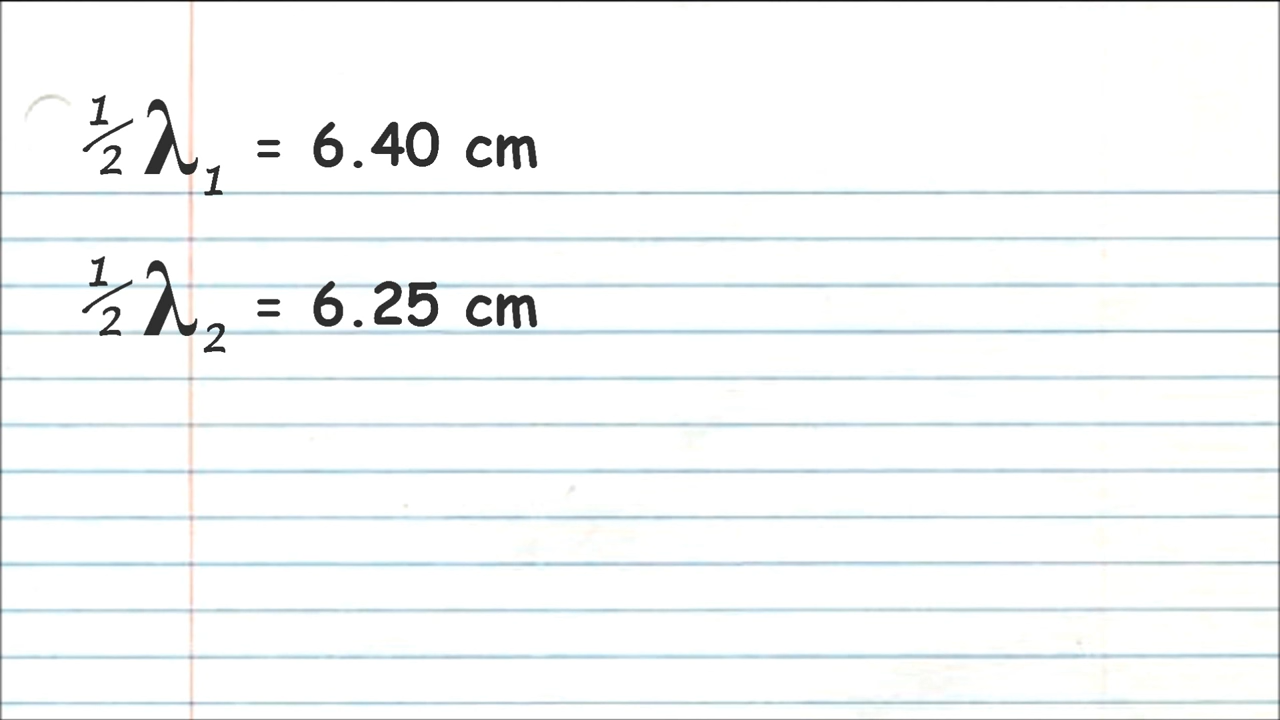 ½λ₁ = 6.40 cm
½λ₂ = 6.25 cm